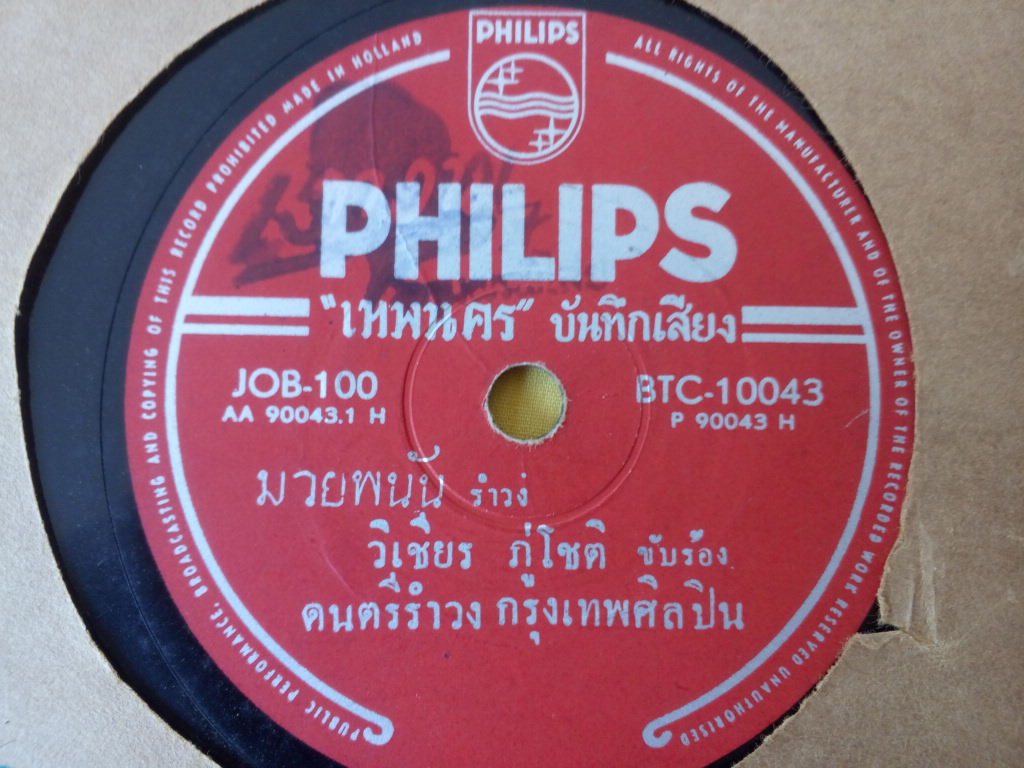 PHILIPS
MADE IN HOLLAND
ALL RIGHTS OF THE MANUFACTURER AND OF THE OWNER OF THE RECORDED WORK RESERVED UNAUTHORISED
PUBLIC PERFORMANCE, BROADCASTING AND COPYING OF THIS RECORD PROHIBITED
PHILIPS
"เทพนคร" บันทึกเสียง
JOB-100
BTC-10043
AA 90043.1 H
P 90043 H
มวยพนัน รำวง
วิเชียร ภู่โชติ ขับร้อง
ดนตรีรำวง กรุงเทพศิลปิน